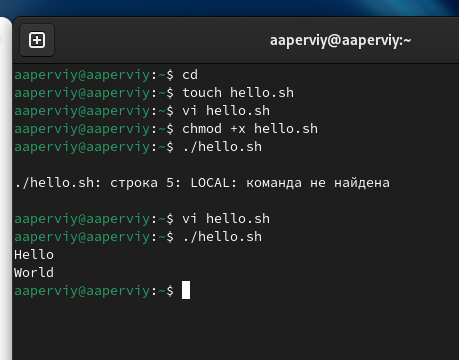 aaperviy@aaperviy:~
aaperviy@aaperviy:~$ cd
aaperviy@aaperviy:~$ touch hello.sh
aaperviy@aaperviy:~$ vi hello.sh
aaperviy@aaperviy:~$ chmod +x hello.sh
aaperviy@aaperviy:~$ ./hello.sh
./hello.sh: строка 5: LOCAL: команда не найдена
aaperviy@aaperviy:~$ vi hello.sh
aaperviy@aaperviy:~$ ./hello.sh
Hello
World
aaperviy@aaperviy:~$